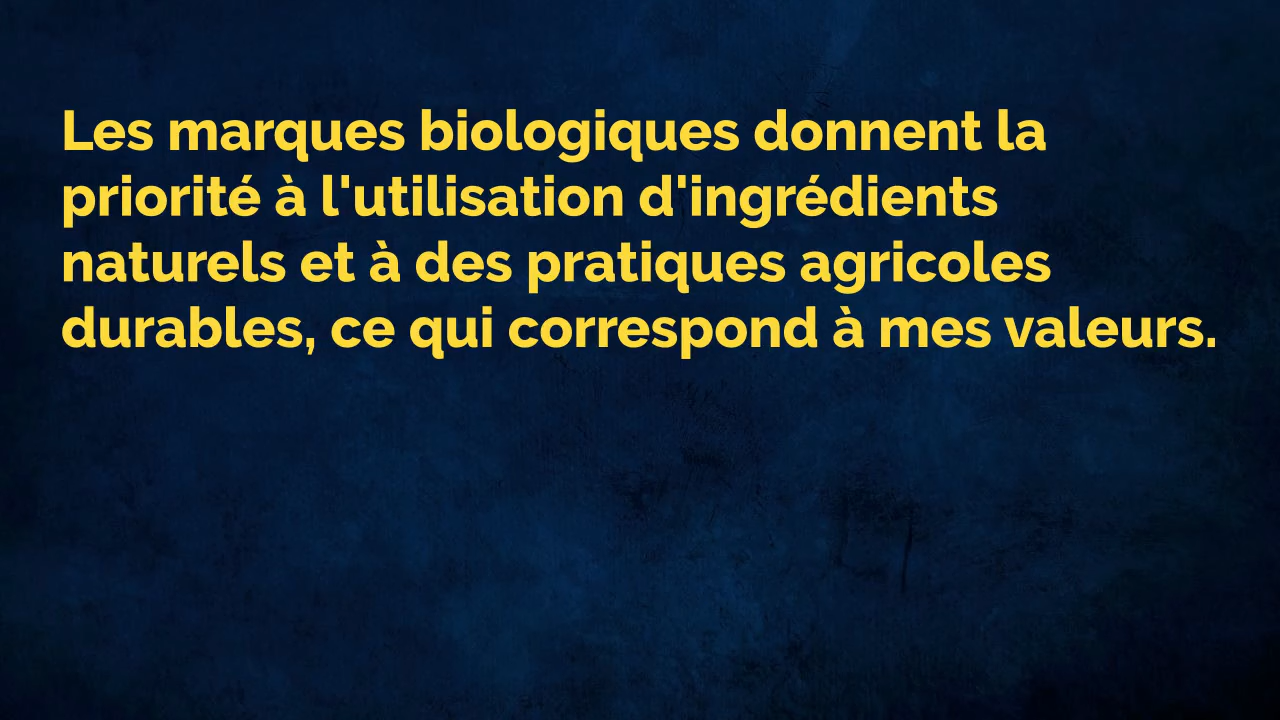 Les marques biologiques donnent la
priorité à l'utilisation d'ingrédients
naturels et à des pratiques agricoles
durables, ce qui correspond à mes valeurs.